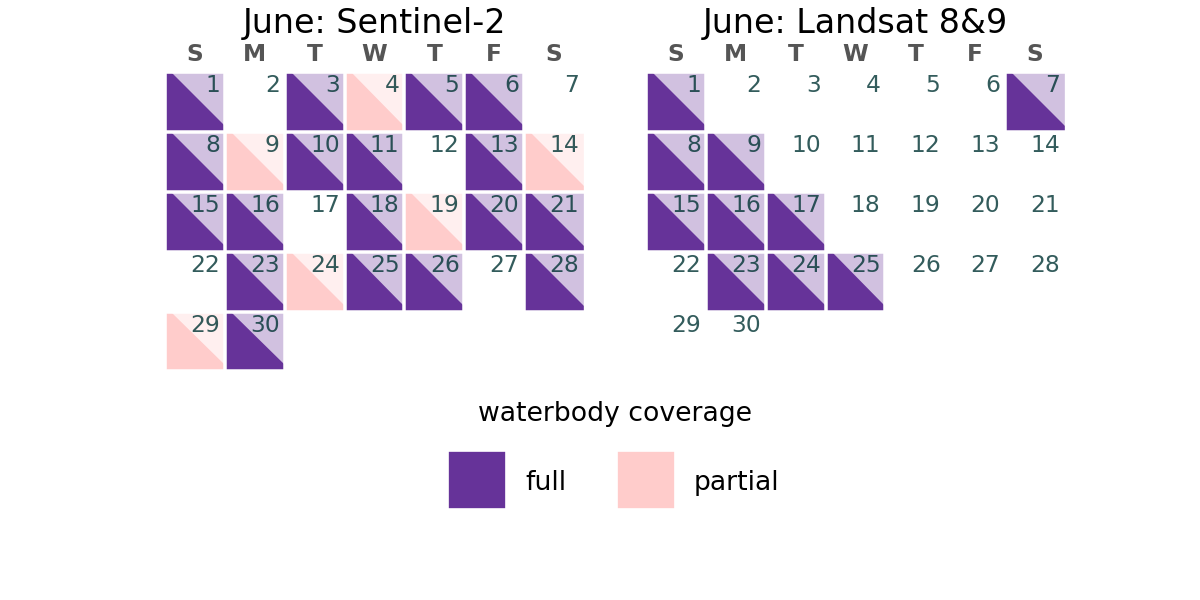 June: Sentinel-2
S M T W T F S
1 2 3 4 5 6 7
8 9 10 11 12 13 14
15 16 17 18 19 20 21
22 23 24 25 26 27 28
29 30
June: Landsat 8&9
S M T W T F S
1 2 3 4 5 6 7
8 9 10 11 12 13 14
15 16 17 18 19 20 21
22 23 24 25 26 27 28
29 30
waterbody coverage
full partial